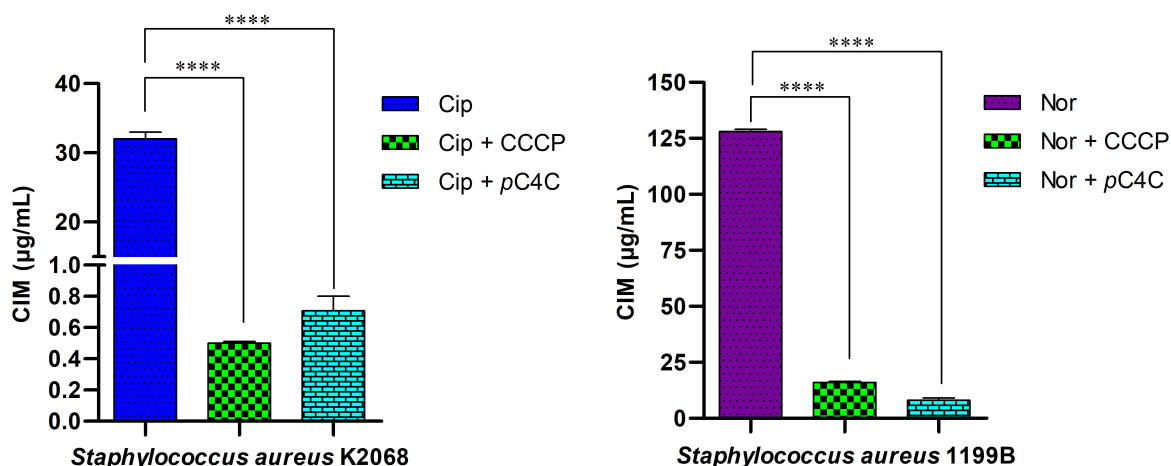 ****
****
40
30
20
1.0
0.8
0.6
0.4
0.2
0.0
CIM (µg/mL)
Cip
Cip + CCCP
Cip + pC4C
Staphylococcus aureus K2068
****
****
150
125
100
75
50
25
0
CIM (µg/mL)
Nor
Nor + CCCP
Nor + pC4C
Staphylococcus aureus 1199B